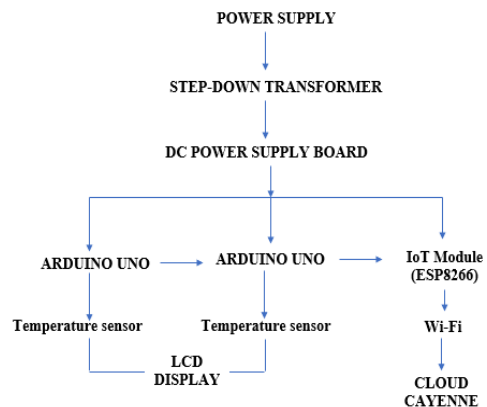 POWER SUPPLY
STEP-DOWN TRANSFORMER
DC POWER SUPPLY BOARD
ARDUINO UNO
ARDUINO UNO
IoT Module
(ESP8266)
Temperature sensor
Temperature sensor
Wi-Fi
LCD
DISPLAY
CLOUD
CAYENNE